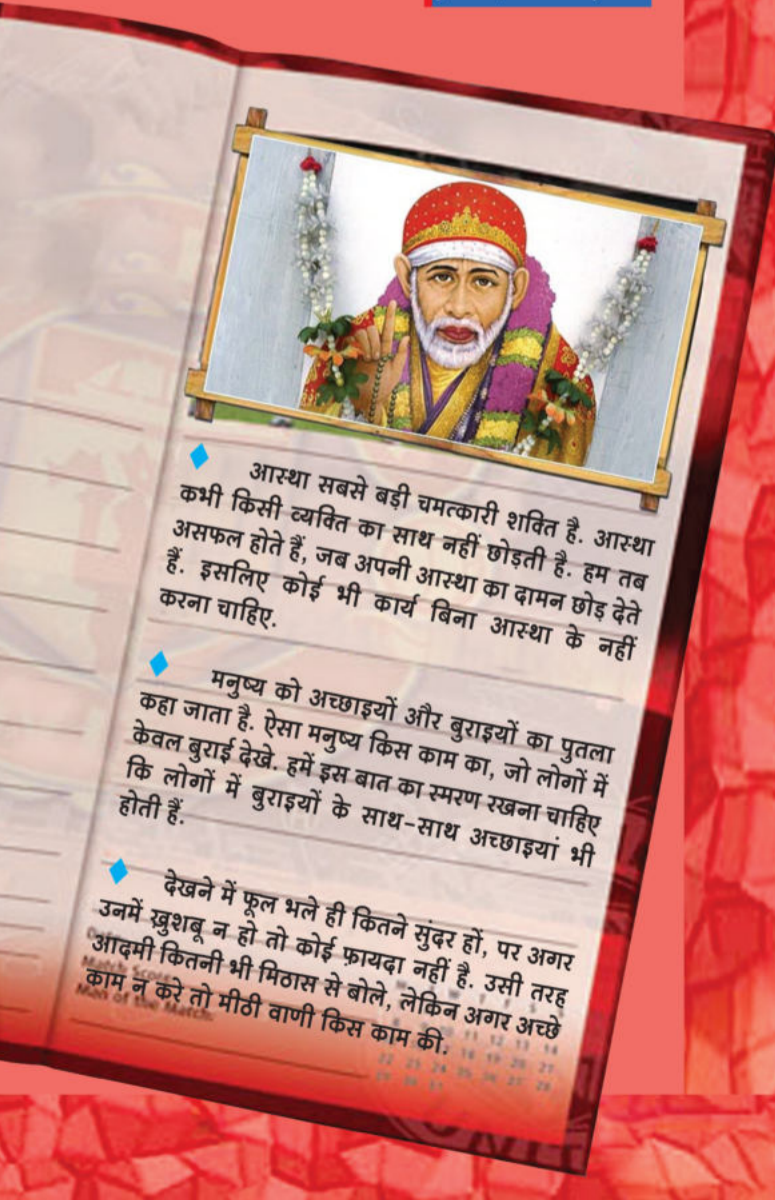 आस्था सबसे बड़ी चमत्कारी शक्ति है. आस्था
कभी किसी व्यक्ति का साथ नहीं छोड़ती है. हम तब
असफल होते हैं, जब अपनी आस्था का दामन छोड़ देते
हैं. इसलिए कोई भी कार्य बिना आस्था के नहीं
करना चाहिए.
मनुष्य को अच्छाइयों और बुराइयों का पुतला
कहा जाता है. ऐसा मनुष्य किस काम का, जो लोगों में
केवल बुराई देखे. हमें इस बात का स्मरण रखना चाहिए
कि लोगों में बुराइयों के साथ-साथ अच्छाइयां भी
होती हैं.
देखने में फूल भले ही कितने सुंदर हों, पर अगर
उनमें ख़ुशबू न हो तो कोई फ़ायदा नहीं है. उसी तरह
आदमी कितनी भी मिठास से बोले, लेकिन अगर अच्छे
काम न करे तो मीठी वाणी किस काम की.
Match Score
Man of the Match: